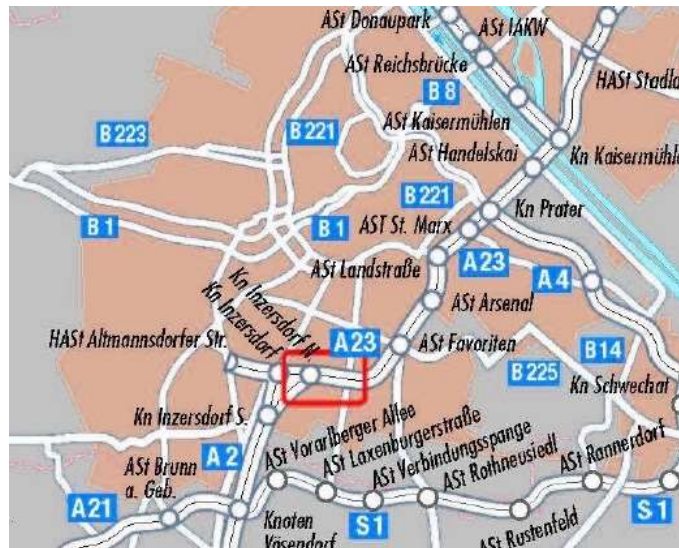 ASt Donaupark
ASt IAKW
ASt Reichsbrücke
HASt Stadla
B 8
B 223
B 221
ASt Kaisermühlen
ASt Handelskai
Kn Kaisermühle
B 221
Kn Prater
B 1
B 1
AST St. Marx
ASt Landstraße
A 23
A 4
Kn Inzersdorf N.
Kn Inzersdorf
ASt Arsenal
HASt Altmannsdorfer Str.
A 23
ASt Favoriten
B 14
B 225
Kn Schwechat
Kn Inzersdorf S.
ASt Vorarlberger Allee
ASt Laxenburgerstraße
ASt Verbindungsspange
ASt Rothneusiedl
ASt Rannersdorf
A 2
ASt Brunn
a. Geb.
A 21
Knoten
Vösendorf
S 1
S 1
ASt Rustenfeld